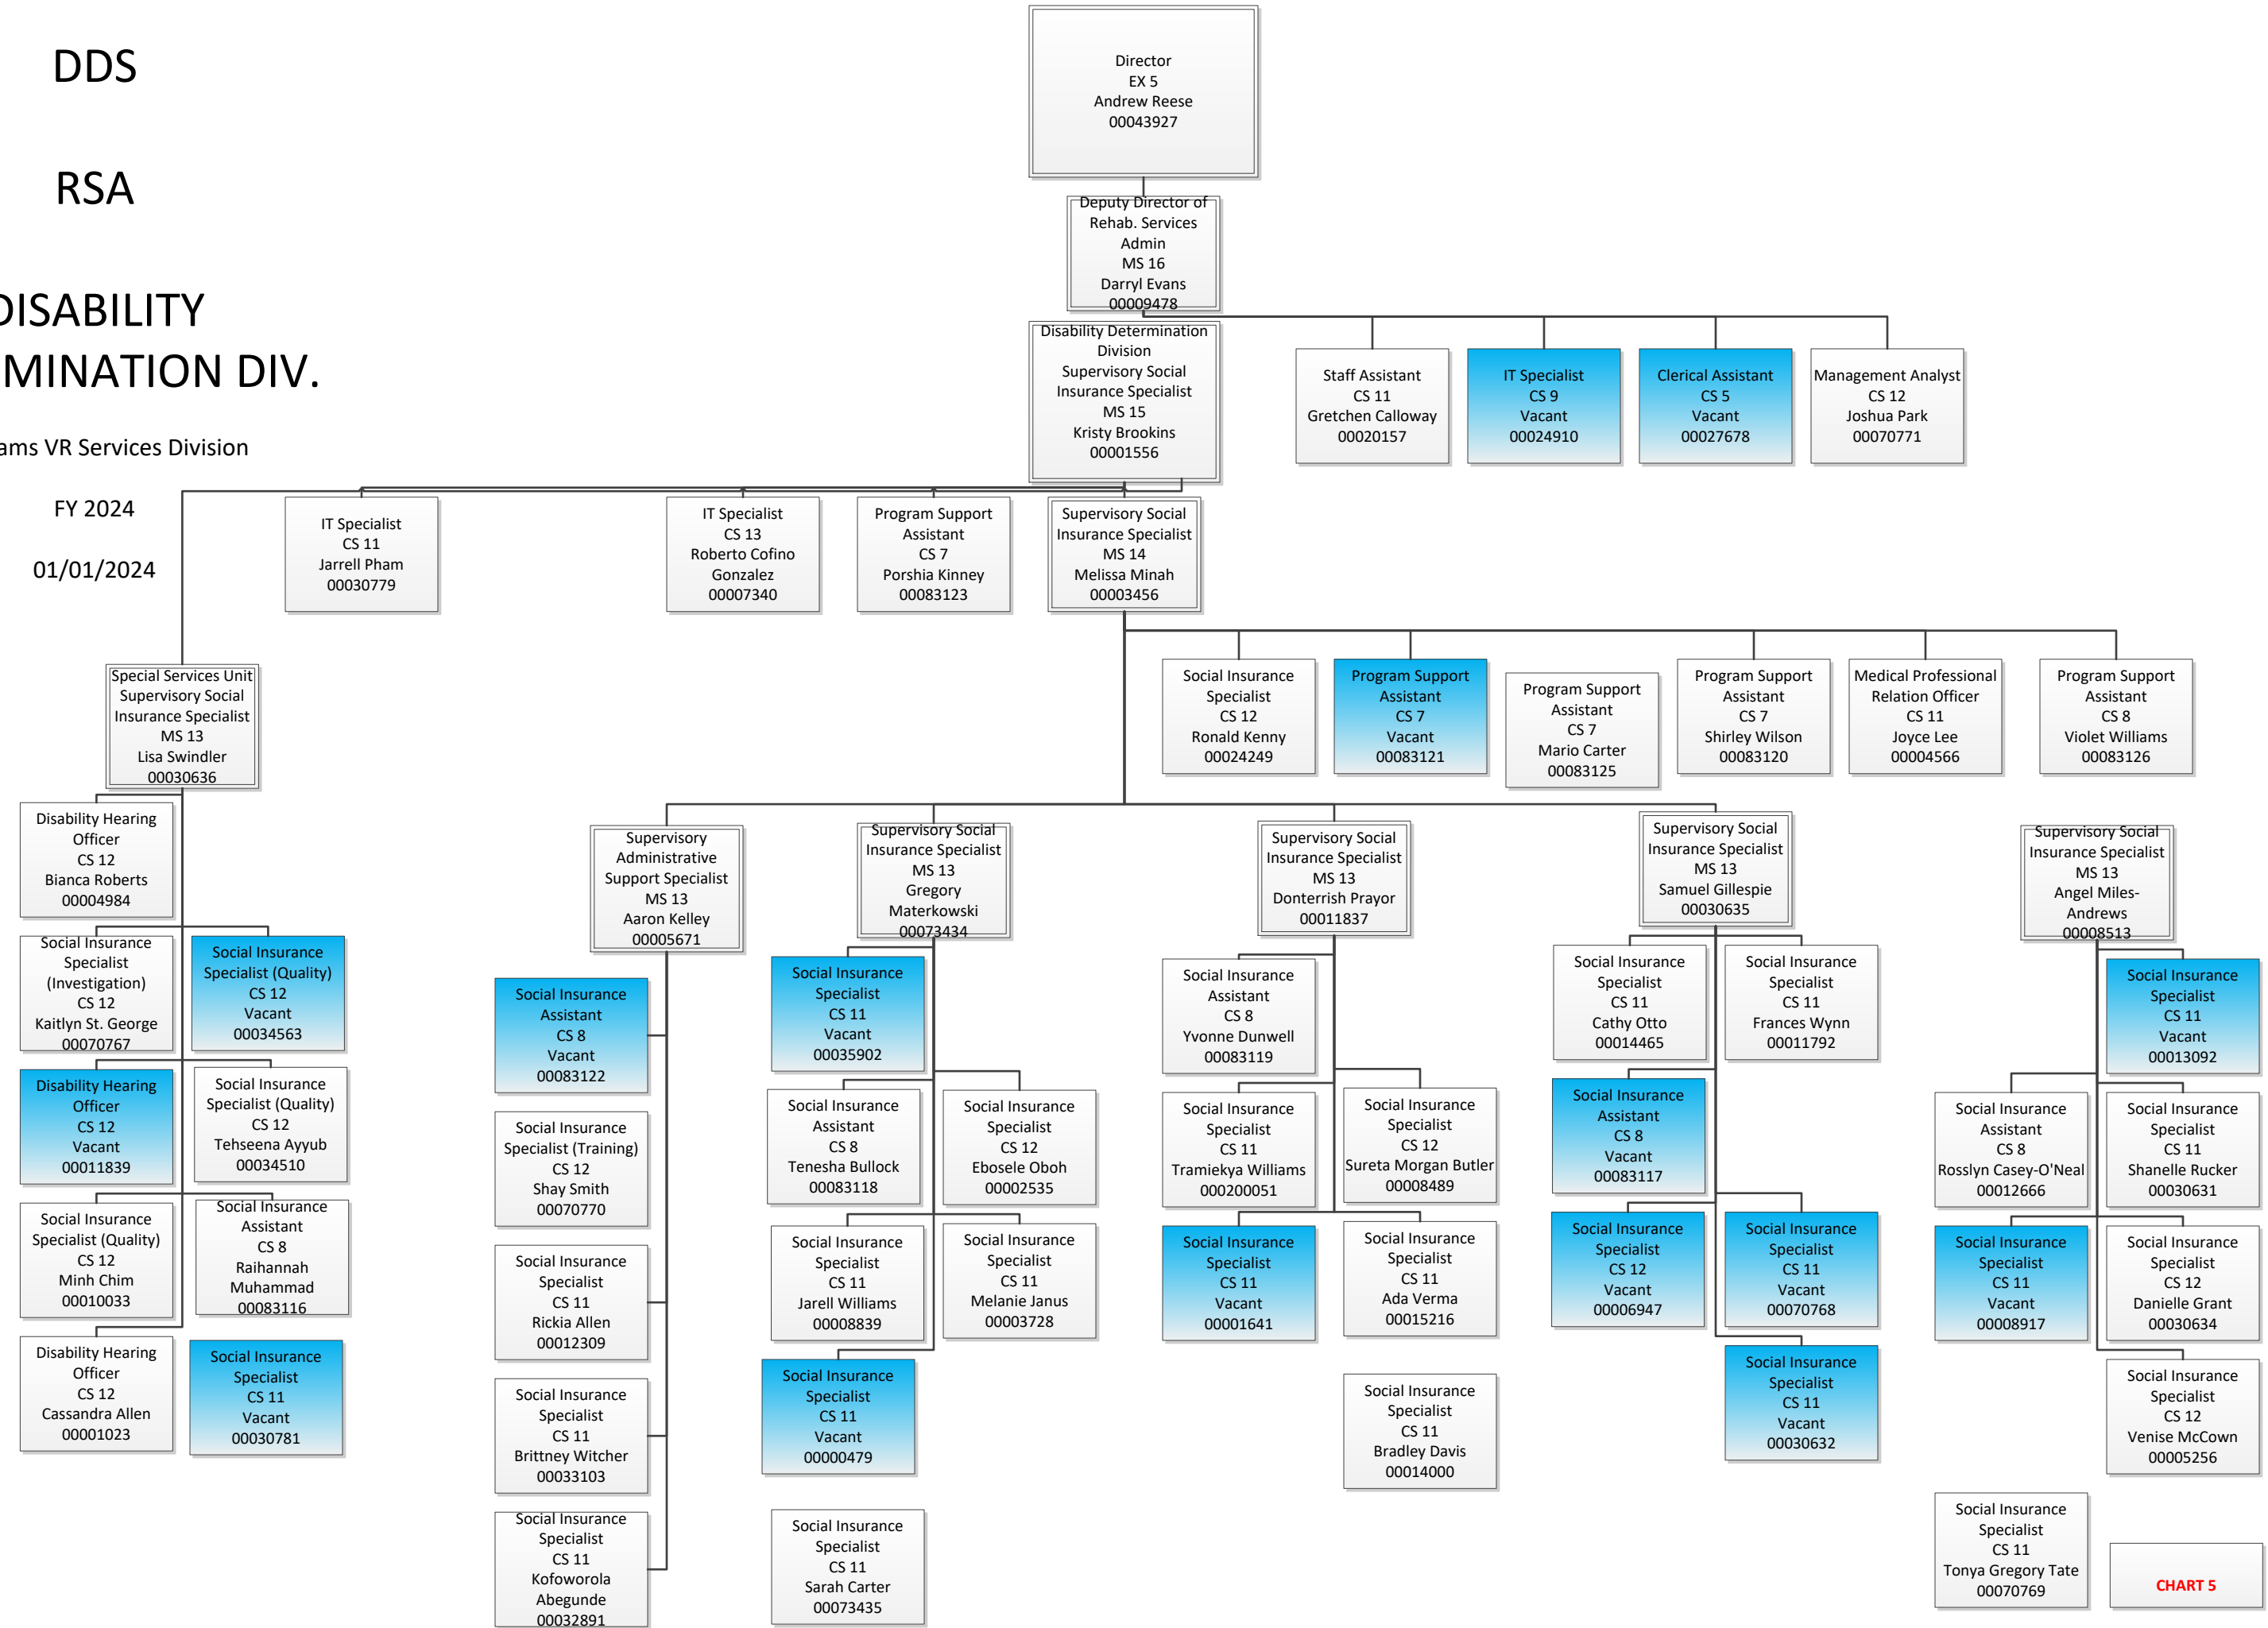 DDS
RSA
DISABILITY
MINATION DIV.
ams VR Services Division
FY 2024
01/01/2024
Director
EX 5
Andrew Reese
00043927
Deputy Director of
Rehab. Services
Admin
MS 16
Darryl Evans
00009478
Disability Determination
Division
Supervisory Social
Insurance Specialist
MS 15
Kristy Brookins
00001556
Staff Assistant
CS 11
Gretchen Calloway
00020157
IT Specialist
CS 9
Vacant
00024910
Clerical Assistant
CS 5
Vacant
00027678
Management Analyst
CS 12
Joshua Park
00070771
IT Specialist
CS 11
Jarrell Pham
00030779
IT Specialist
CS 13
Roberto Cofino
Gonzalez
00007340
Program Support
Assistant
CS 7
Porshia Kinney
00083123
Supervisory Social
Insurance Specialist
MS 14
Melissa Minah
00003456
Special Services Unit
Supervisory Social
Insurance Specialist
MS 13
Lisa Swindler
00030636
Social Insurance
Specialist
CS 12
Ronald Kenny
00024249
Program Support
Assistant
CS 7
Vacant
00083121
Program Support
Assistant
CS 7
Mario Carter
00083125
Program Support
Assistant
CS 7
Shirley Wilson
00083120
Medical Professional
Relation Officer
CS 11
Joyce Lee
00004566
Program Support
Assistant
CS 8
Violet Williams
00083126
Disability Hearing
Officer
CS 12
Bianca Roberts
00004984
Social Insurance
Specialist
(Investigation)
CS 12
Kaitlyn St. George
00070767
Social Insurance
Specialist (Quality)
CS 12
Vacant
00034563
Disability Hearing
Officer
CS 12
Vacant
00011839
Social Insurance
Specialist (Quality)
CS 12
Tehseena Ayyub
00034510
Social Insurance
Specialist (Quality)
CS 12
Minh Chim
00010033
Social Insurance
Assistant
CS 8
Raihannah
Muhammad
00083116
Disability Hearing
Officer
CS 12
Cassandra Allen
00001023
Social Insurance
Specialist
CS 11
Vacant
00030781
Supervisory
Administrative
Support Specialist
MS 13
Aaron Kelley
00005671
Social Insurance
Assistant
CS 8
Vacant
00083122
Social Insurance
Specialist (Training)
CS 12
Shay Smith
00070770
Social Insurance
Specialist
CS 11
Rickia Allen
00012309
Social Insurance
Specialist
CS 11
Brittney Witcher
00033103
Social Insurance
Specialist
CS 11
Kofoworola
Abegunde
00032891
Supervisory Social
Insurance Specialist
MS 13
Gregory
Materkowski
00073434
Social Insurance
Specialist
CS 11
Vacant
00035902
Social Insurance
Assistant
CS 8
Tenesha Bullock
00083118
Social Insurance
Specialist
CS 12
Ebosele Oboh
00002535
Social Insurance
Specialist
CS 11
Jarell Williams
00008839
Social Insurance
Specialist
CS 11
Melanie Janus
00003728
Social Insurance
Specialist
CS 11
Vacant
00000479
Social Insurance
Specialist
CS 11
Sarah Carter
00073435
Supervisory Social
Insurance Specialist
MS 13
Donterrish Prayor
00011837
Social Insurance
Assistant
CS 8
Yvonne Dunwell
00083119
Social Insurance
Specialist
CS 11
Tramiekya Williams
000200051
Social Insurance
Specialist
CS 12
Sureta Morgan Butler
00008489
Social Insurance
Specialist
CS 11
Vacant
00001641
Social Insurance
Specialist
CS 11
Ada Verma
00015216
Social Insurance
Specialist
CS 11
Bradley Davis
00014000
Supervisory Social
Insurance Specialist
MS 13
Samuel Gillespie
00030635
Social Insurance
Specialist
CS 11
Cathy Otto
00014465
Social Insurance
Specialist
CS 11
Frances Wynn
00011792
Social Insurance
Assistant
CS 8
Vacant
00083117
Social Insurance
Specialist
CS 12
Vacant
00006947
Social Insurance
Specialist
CS 11
Vacant
00070768
Social Insurance
Specialist
CS 11
Vacant
00030632
Supervisory Social
Insurance Specialist
MS 13
Angel Miles-
Andrews
00008513
Social Insurance
Specialist
CS 11
Vacant
00013092
Social Insurance
Assistant
CS 8
Rosslyn Casey-O'Neal
00012666
Social Insurance
Specialist
CS 11
Shanelle Rucker
00030631
Social Insurance
Specialist
CS 11
Vacant
00008917
Social Insurance
Specialist
CS 12
Danielle Grant
00030634
Social Insurance
Specialist
CS 12
Venise McCown
00005256
Social Insurance
Specialist
CS 11
Tonya Gregory Tate
00070769
CHART 5